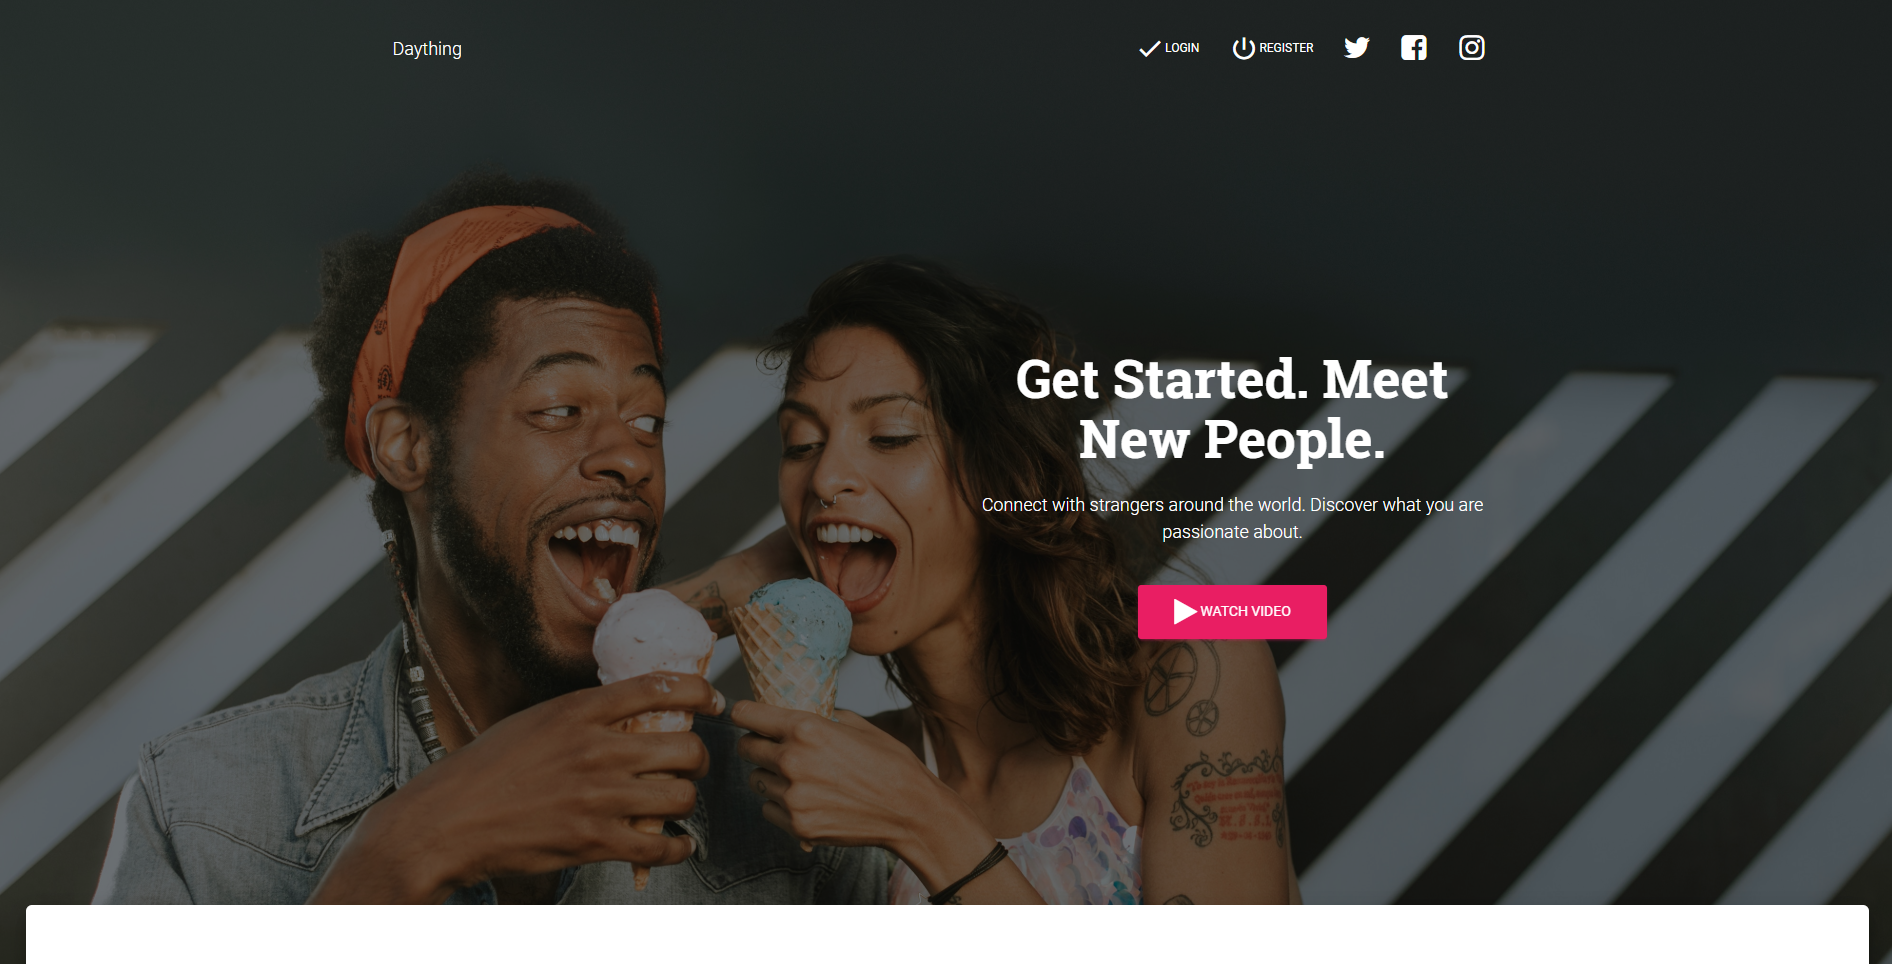 Daything
LOGIN
REGISTER
Get Started. Meet
New People.
Connect with strangers around the world. Discover what you are
passionate about.
WATCH VIDEO